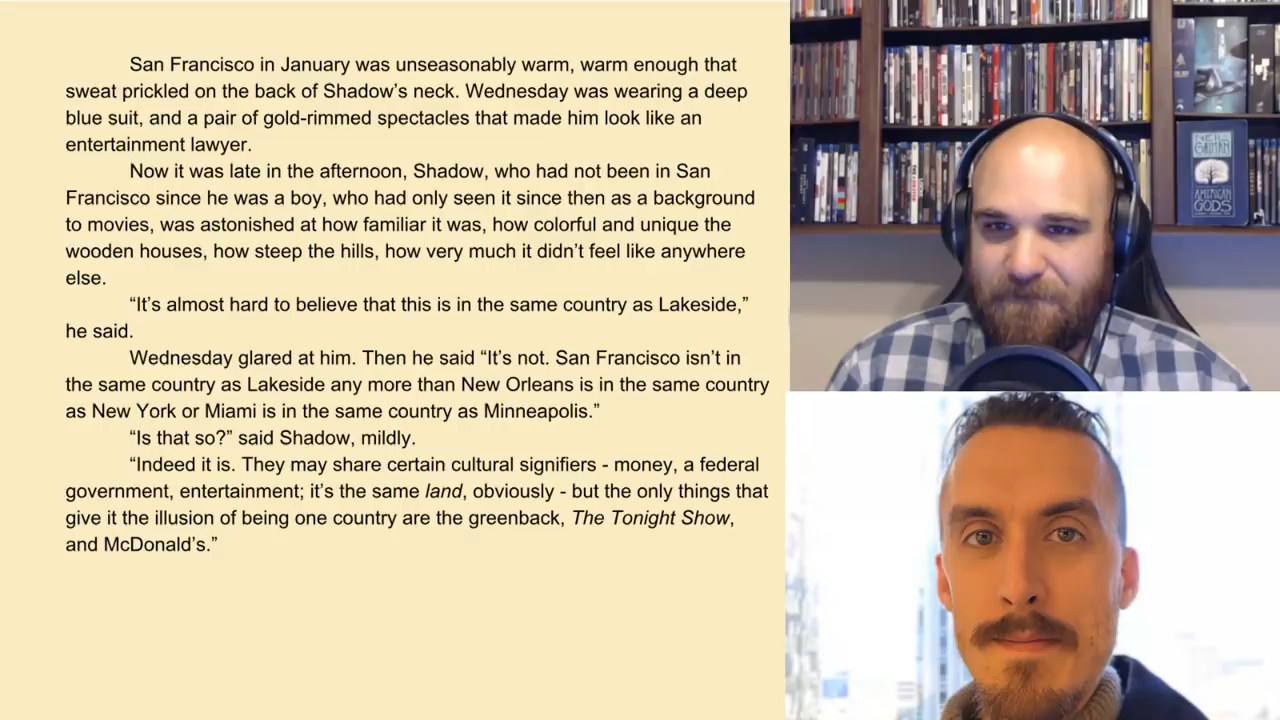 San Francisco in January was unseasonably warm, warm enough that
sweat prickled on the back of Shadow’s neck. Wednesday was wearing a deep
blue suit, and a pair of gold-rimmed spectacles that made him look like an
entertainment lawyer.
Now it was late in the afternoon, Shadow, who had not been in San
Francisco since he was a boy, who had only seen it since then as a background
to movies, was astonished at how familiar it was, how colorful and unique the
wooden houses, how steep the hills, how very much it didn’t feel like anywhere
else.
“It’s almost hard to believe that this is in the same country as Lakeside,”
he said.
Wednesday glared at him. Then he said “It’s not. San Francisco isn’t in
the same country as Lakeside any more than New Orleans is in the same country
as New York or Miami is in the same country as Minneapolis.”
“Is that so?” said Shadow, mildly.
“Indeed it is. They may share certain cultural signifiers - money, a federal
government, entertainment; it’s the same land, obviously - but the only things that
give it the illusion of being one country are the greenback, The Tonight Show,
and McDonald’s.”
NEIL
GAIMAN
AMERICAN
GODS